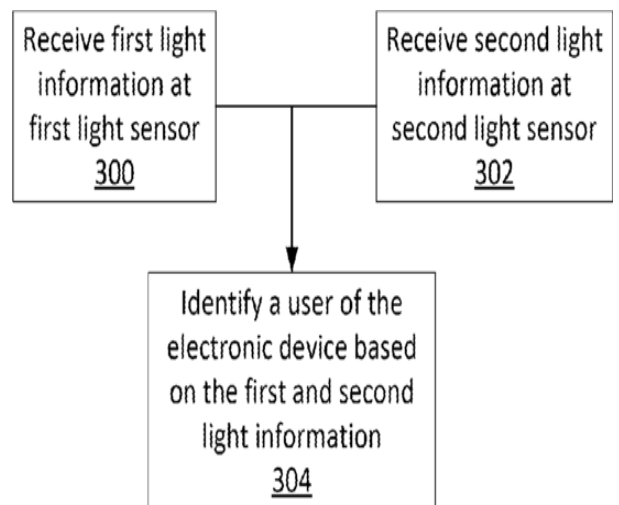 Receive first light
information at
first light sensor
300
Receive second light
information at
second light sensor
302
Identify a user of the
electronic device based
on the first and second
light information
304